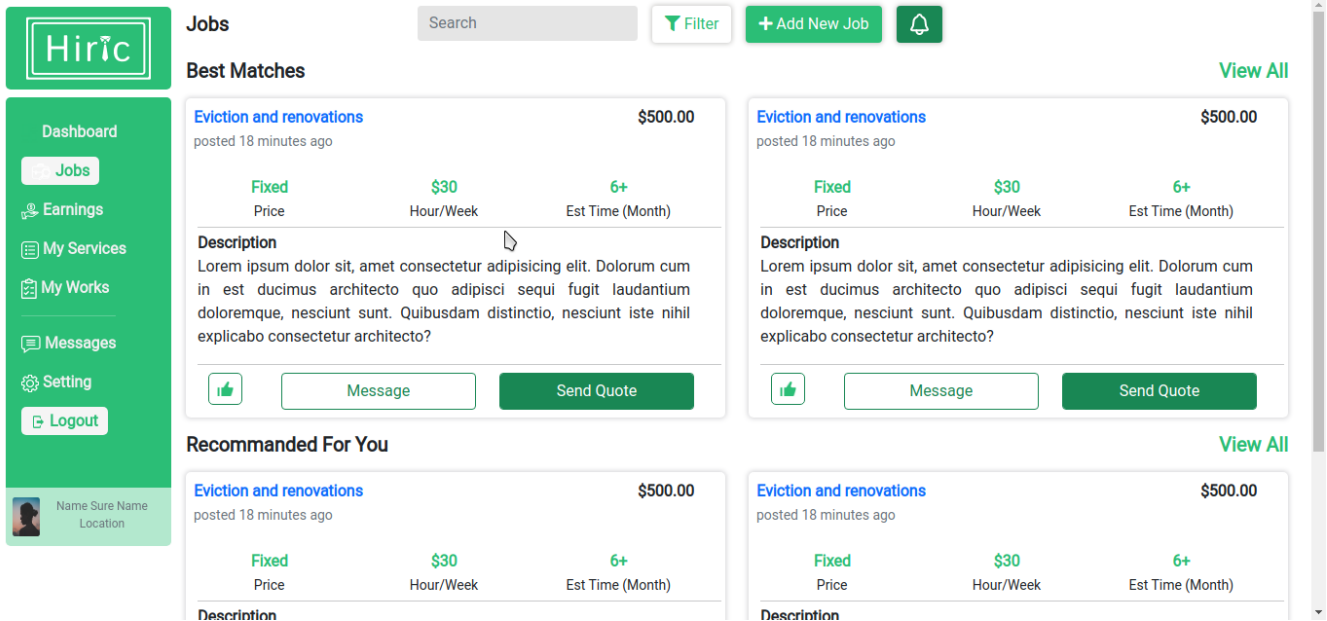 Hiric
Jobs
Search
Filter
Add New Job
Dashboard
Jobs
Earnings
My Services
My Works
Messages
Setting
Logout
Name Sure Name
Location
Best Matches
View All
Eviction and renovations
$500.00
posted 18 minutes ago
Fixed
$30
6+
Price
Hour/Week
Est Time (Month)
Description
Lorem ipsum dolor sit, amet consectetur adipisicing elit. Dolorum cum
in est ducimus architecto quo adipisci sequi fugit laudantium
doloremque, nesciunt sunt. Quibusdam distinctio, nesciunt iste nihil
explicabo consectetur architecto?
Message
Send Quote
Eviction and renovations
$500.00
posted 18 minutes ago
Fixed
$30
6+
Price
Hour/Week
Est Time (Month)
Description
Lorem ipsum dolor sit, amet consectetur adipisicing elit. Dolorum cum
in est ducimus architecto quo adipisci sequi fugit laudantium
doloremque, nesciunt sunt. Quibusdam distinctio, nesciunt iste nihil
explicabo consectetur architecto?
Message
Send Quote
Recommanded For You
View All
Eviction and renovations
$500.00
posted 18 minutes ago
Fixed
$30
6+
Price
Hour/Week
Est Time (Month)
Description
Eviction and renovations
$500.00
posted 18 minutes ago
Fixed
$30
6+
Price
Hour/Week
Est Time (Month)
Description